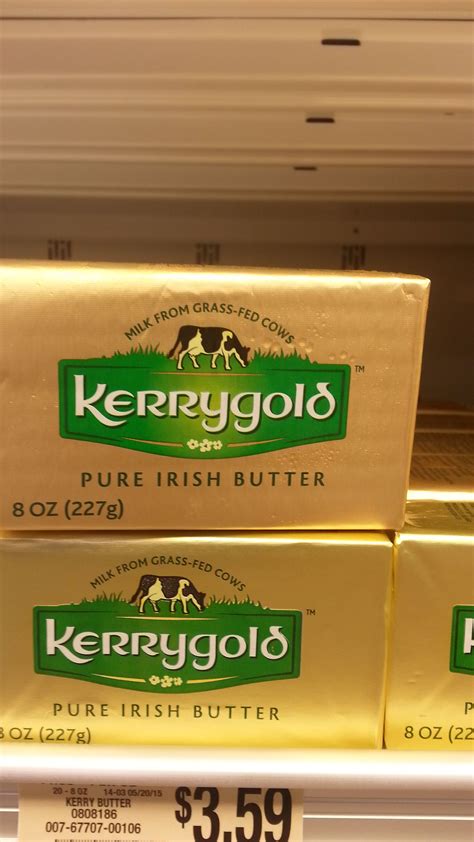 MILK FROM GRASS-FED COWS
KERRYGOLD
TM
PURE IRISH BUTTER
8 OZ (227g)
MILK FROM GRASS-FED COWS
KERRYGOLD
TM
PURE IRISH BUTTER
8 OZ (227g)
K
P
8 OZ (22
20 - 8 OZ 14-03 05/20/15
KERRY BUTTER
0808186
007-67707-00106
$3.59